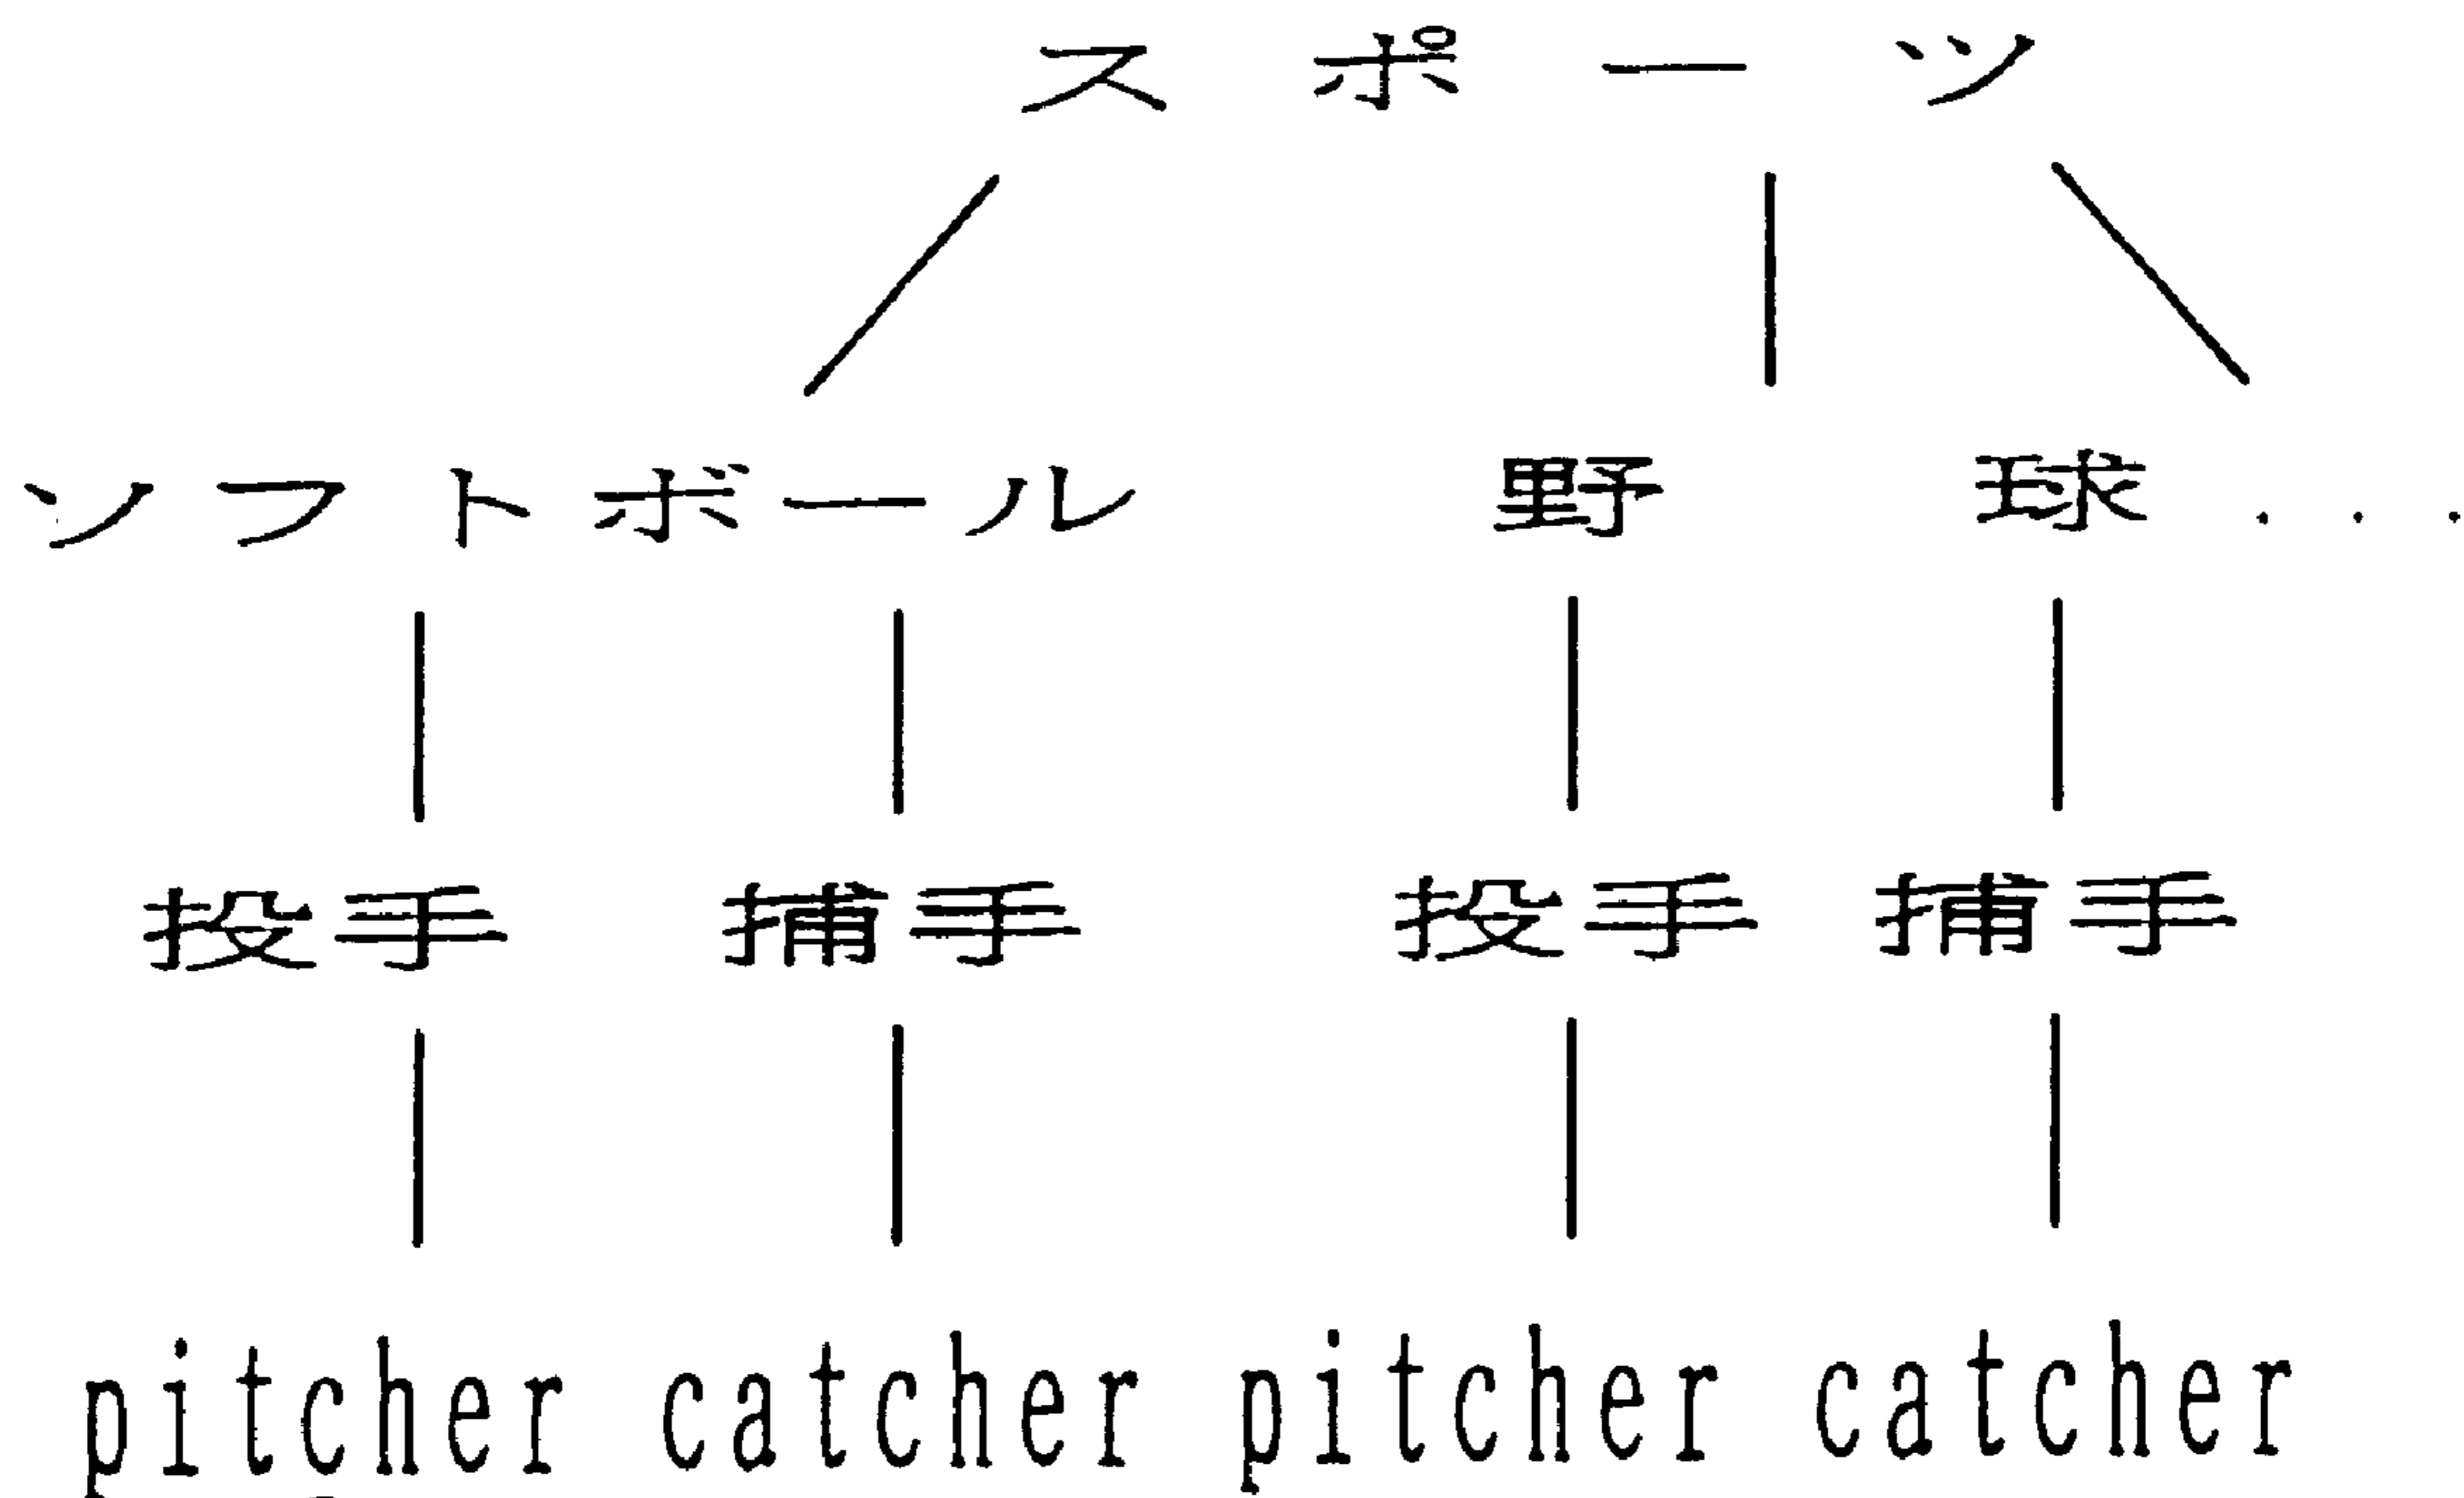 スポーツ
ソフトボール 野球...
投手 捕手 投手 捕手
pitcher catcher pitcher catcher